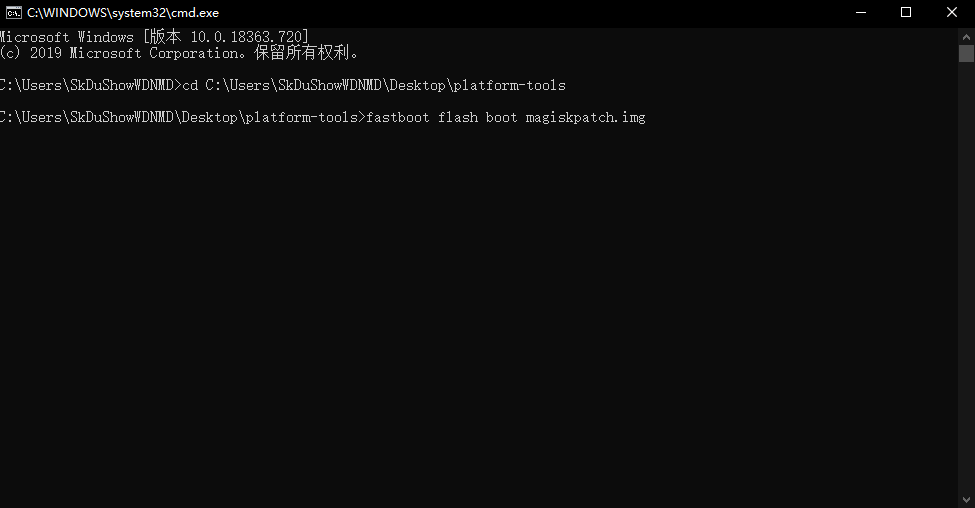 C:\WINDOWS\system32\cmd.exe
Microsoft Windows [版本 10.0.18363.720]
(c) 2019 Microsoft Corporation。保留所有权利。
C:\Users\SkDuShowWDNMD>cd C:\Users\SkDuShowWDNMD\Desktop\platform-tools
C:\Users\SkDuShowWDNMD\Desktop\platform-tools>fastboot flash boot magiskpatch.img